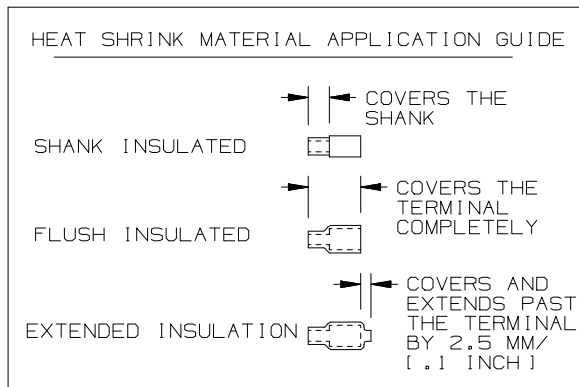 HEAT SHRINK MATERIAL APPLICATION GUIDE
COVERS THE
SHANK
SHANK INSULATED
COVERS THE
TERMINAL
COMPLETELY
FLUSH INSULATED
COVERS AND
EXTENDS PAST
THE TERMINAL
BY 2.5 MM/
[ .1 INCH ]
EXTENDED INSULATION